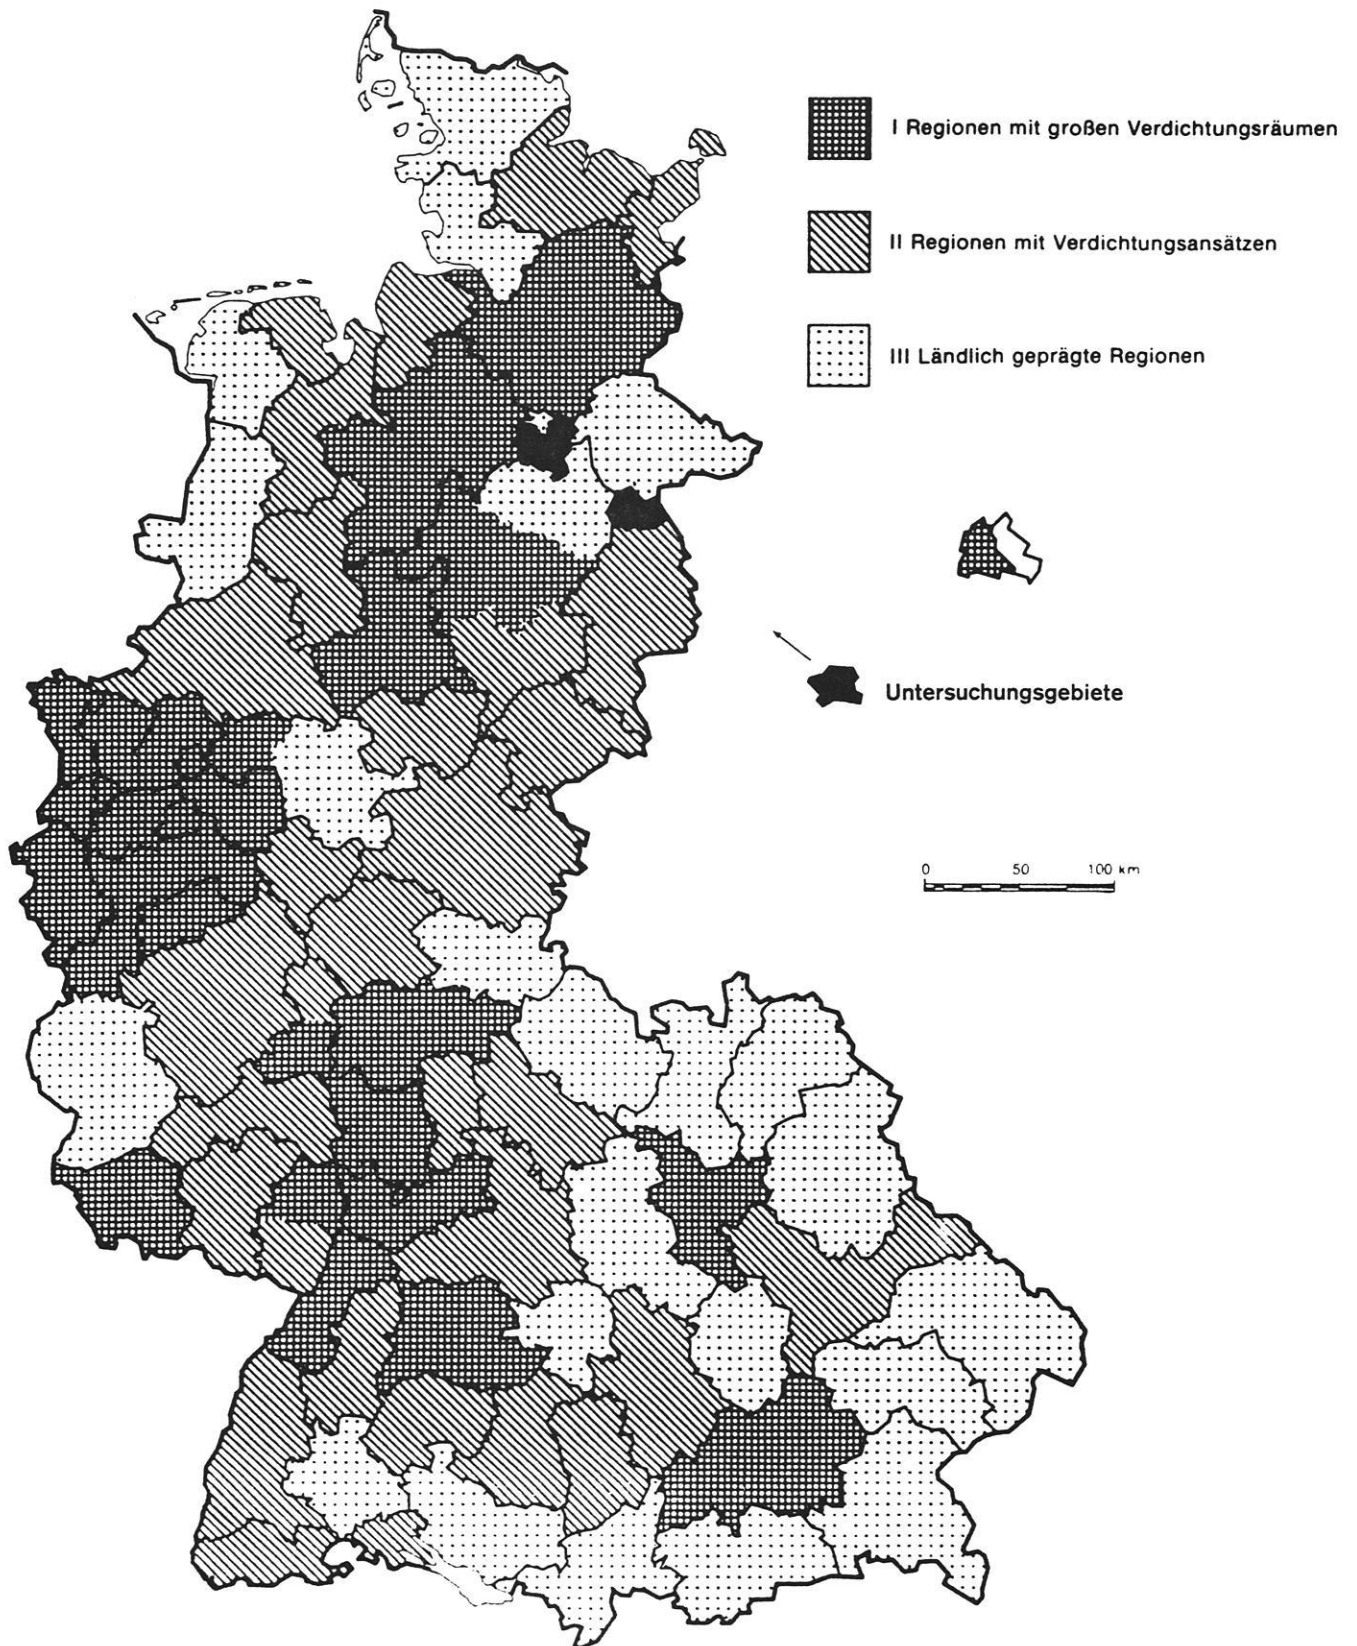 I Regionen mit großen Verdichtungsräumen
II Regionen mit Verdichtungsansätzen
III Ländlich geprägte Regionen
Untersuchungsgebiete
0 50 100 km